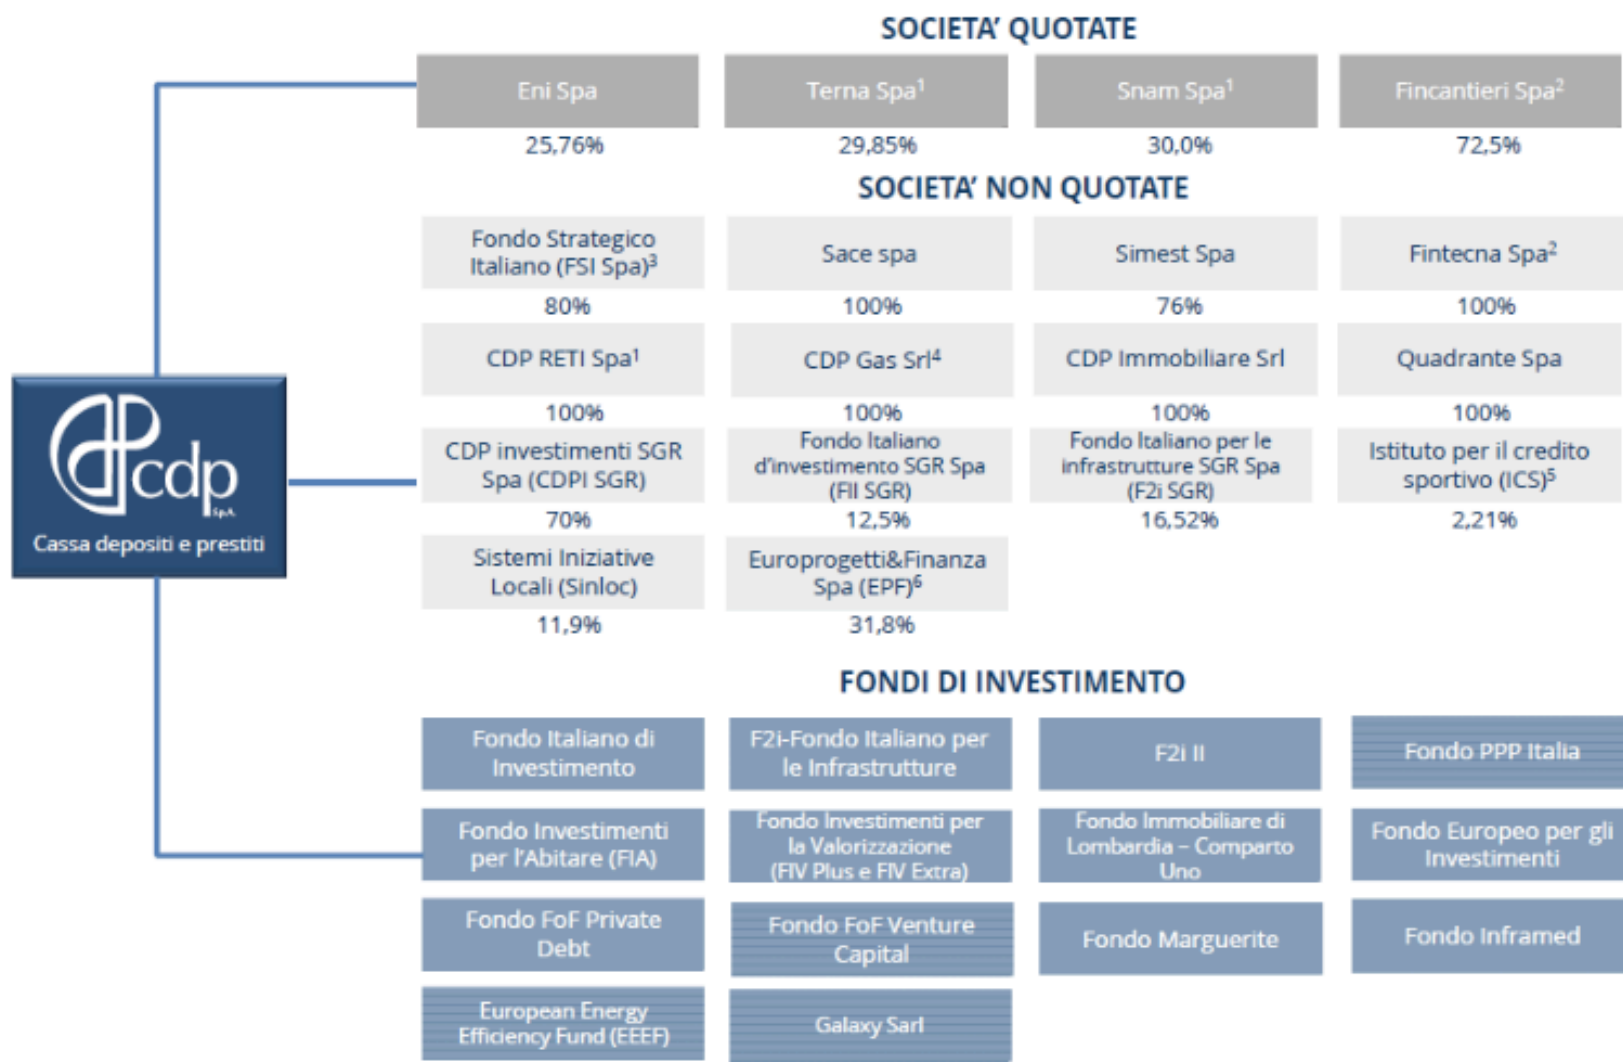 SOCIETA’ QUOTATE
Eni Spa
Terna Spa¹
Snam Spa¹
Fincantieri Spa²
25,76%
29,85%
30,0%
72,5%
SOCIETA’ NON QUOTATE
Fondo Strategico
Italiano (FSI Spa)³
Sace spa
Simest Spa
Fintecna Spa²
80%
100%
76%
100%
CDP RETI Spa¹
CDP Gas Srl⁴
CDP Immobiliare Srl
Quadrante Spa
100%
100%
100%
100%
CDP investimenti SGR
Spa (CDPI SGR)
Fondo Italiano
d’investimento SGR Spa
(FII SGR)
Fondo Italiano per le
infrastrutture SGR Spa
(F2i SGR)
Istituto per il credito
sportivo (ICS)⁵
70%
12,5%
16,52%
2,21%
Sistemi Iniziative
Locali (Sinloc)
Europrogetti&Finanza
Spa (EPF)⁶
11,9%
31,8%
cdp
S.p.A.
Cassa depositi e prestiti
FONDI DI INVESTIMENTO
Fondo Italiano di
Investimento
F2i-Fondo Italiano per
le Infrastrutture
F2i II
Fondo PPP Italia
Fondo Investimenti
per l’Abitare (FIA)
Fondo Investimenti per
la Valorizzazione
(FIV Plus e FIV Extra)
Fondo Immobiliare di
Lombardia – Comparto
Uno
Fondo Europeo per gli
Investimenti
Fondo FoF Private
Debt
Fondo FoF Venture
Capital
Fondo Marguerite
Fondo Inframed
European Energy
Efficiency Fund (EEEF)
Galaxy Sarl